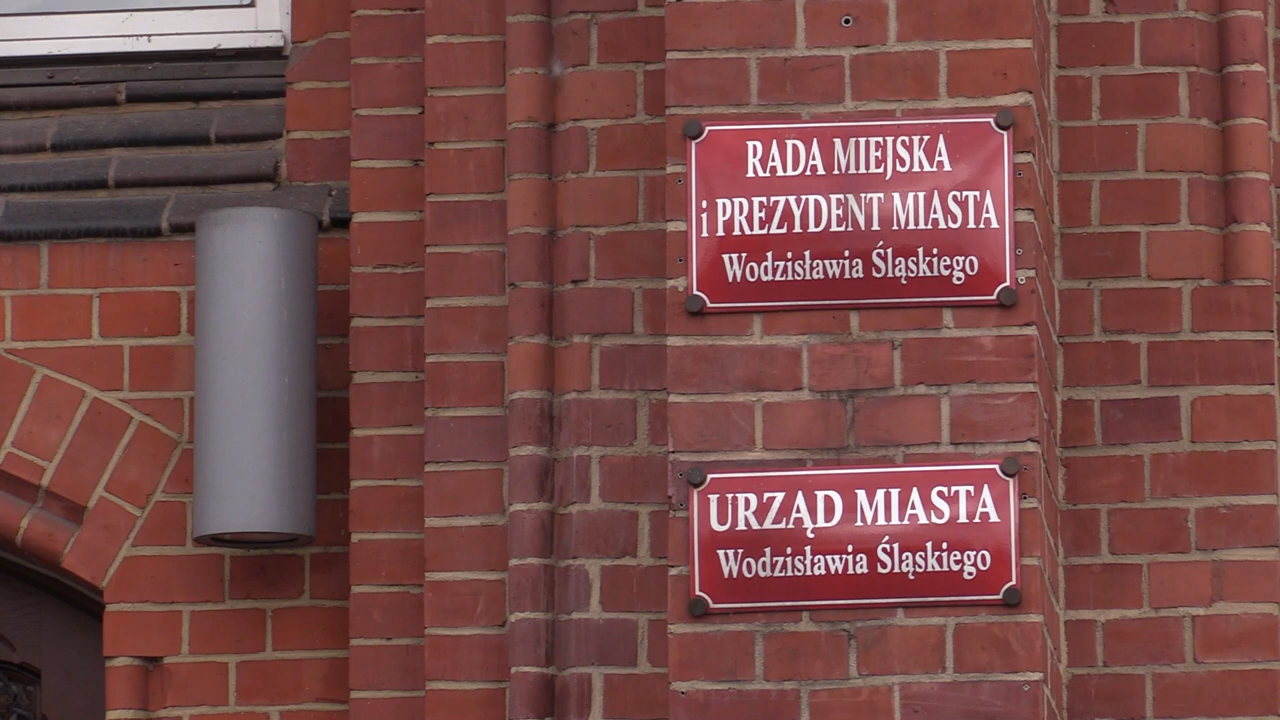 RADA MIEJSKA
i PREZYDENT MIASTA
Wodzisławia Śląskiego
URZĄD MIASTA
Wodzisławia Śląskiego